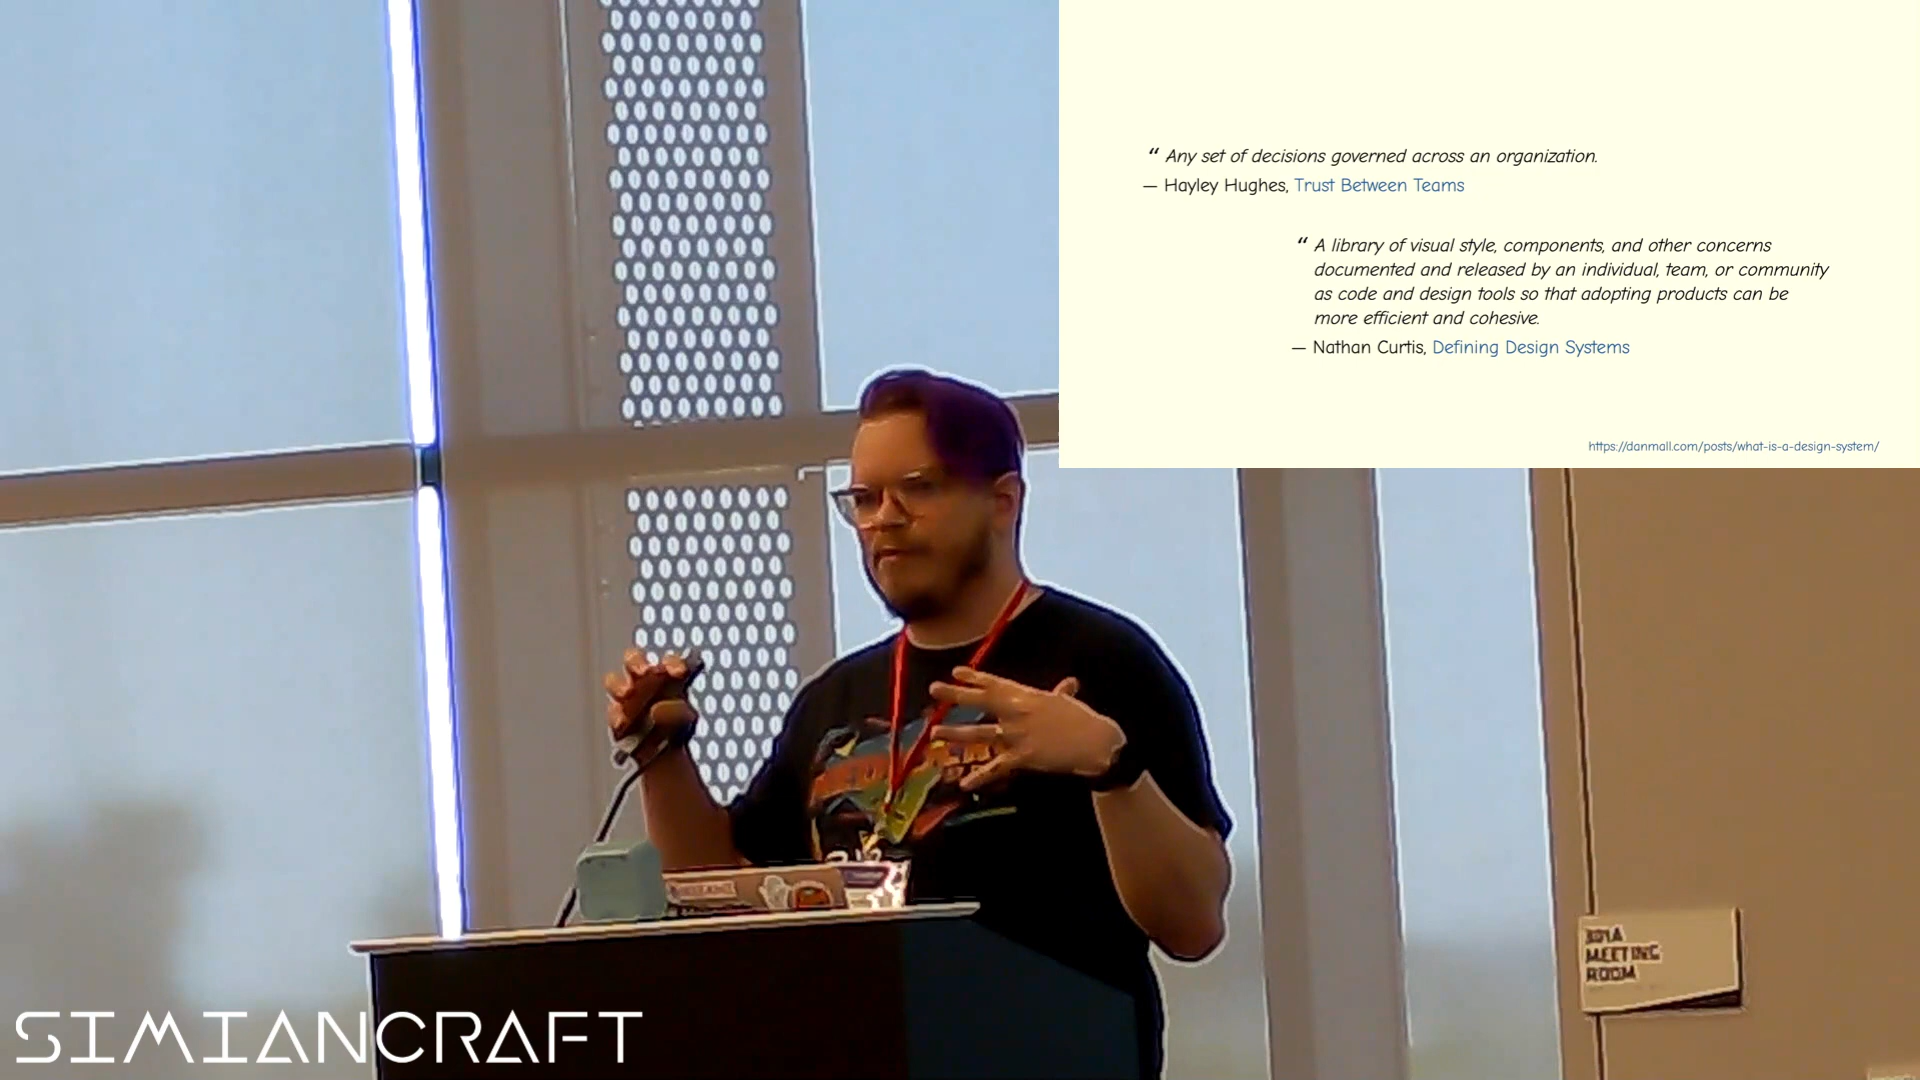 “ Any set of decisions governed across an organization.
— Hayley Hughes, Trust Between Teams
“ A library of visual style, components, and other concerns
documented and released by an individual, team, or community
as code and design tools so that adopting products can be
more efficient and cohesive.
— Nathan Curtis, Defining Design Systems
https://danmall.com/posts/what-is-a-design-system/
301A
MEETING
ROOM
SIMIANCRAFT